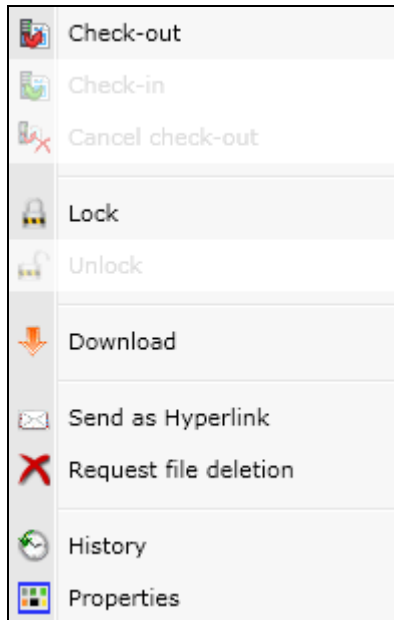 Check-out
Check-in
Cancel check-out
Lock
Unlock
Download
Send as Hyperlink
Request file deletion
History
Properties